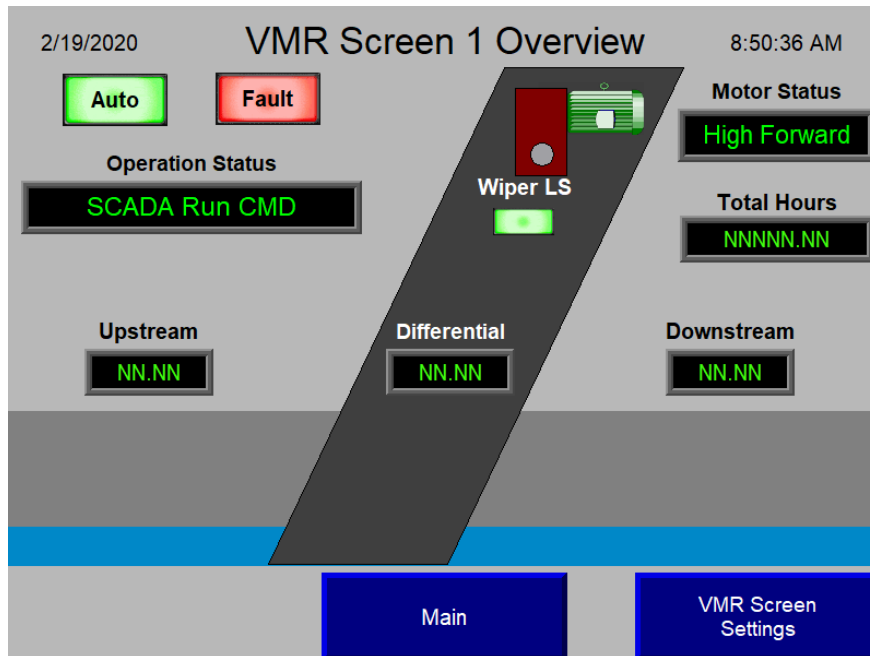 2/19/2020
VMR Screen 1 Overview
8:50:36 AM
Auto
Fault
Motor Status
High Forward
Operation Status
SCADA Run CMD
Wiper LS
Total Hours
NNNNN.NN
Upstream
Differential
Downstream
NN.NN
NN.NN
NN.NN
Main
VMR Screen
Settings